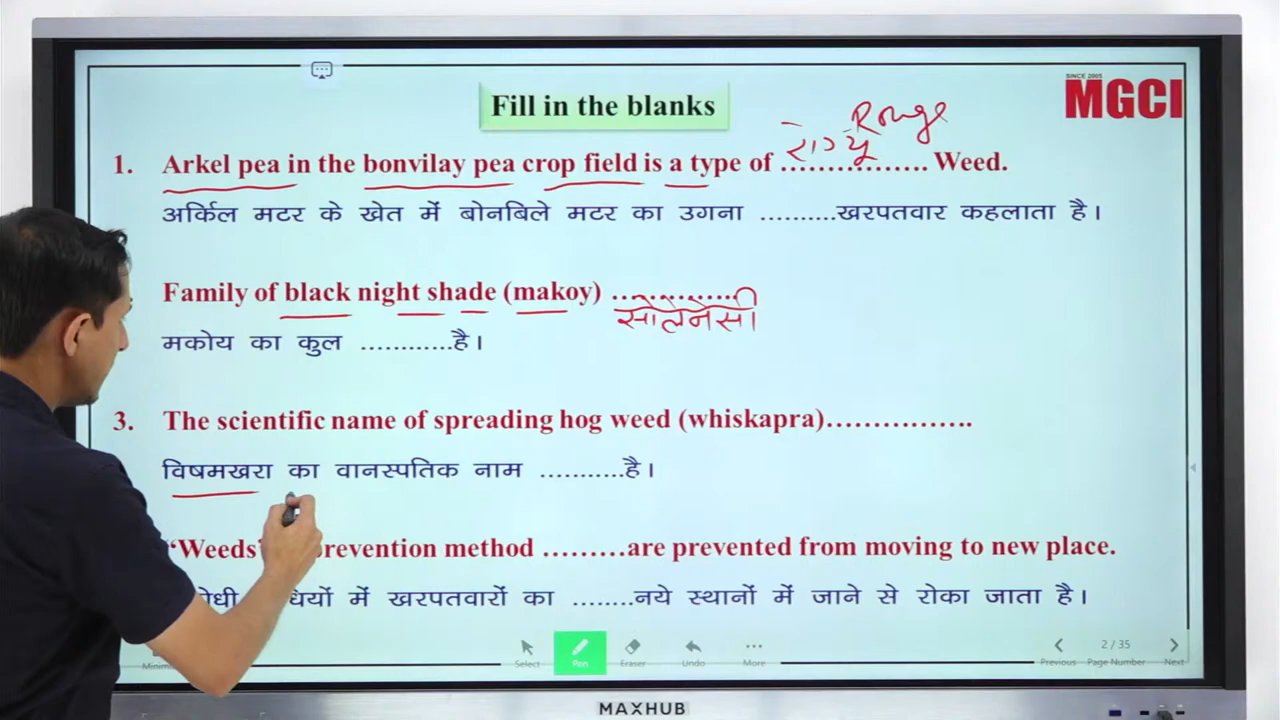 SINCE 2005
MGCI
Fill in the blanks
Rouge
रोग्यू
1. Arkel pea in the bonvilay pea crop field is a type of ……………. Weed.
अर्किल मटर के खेत में बोनबिले मटर का उगना ..........खरपतवार कहलाता है।
Family of black night shade (makoy) …………
सोलेनेसी
मकोय का कुल ............है।
3. The scientific name of spreading hog weed (whiskapra)…………….
विषमखरा का वानस्पतिक नाम ...........है।
“Weeds” prevention method ………are prevented from moving to new place.
में खरपतवारों का ........नये स्थानों में जाने से रोका जाता है।
Select Pen Eraser Undo More
Previous 2 / 35 Page Number Next
MAXHUB